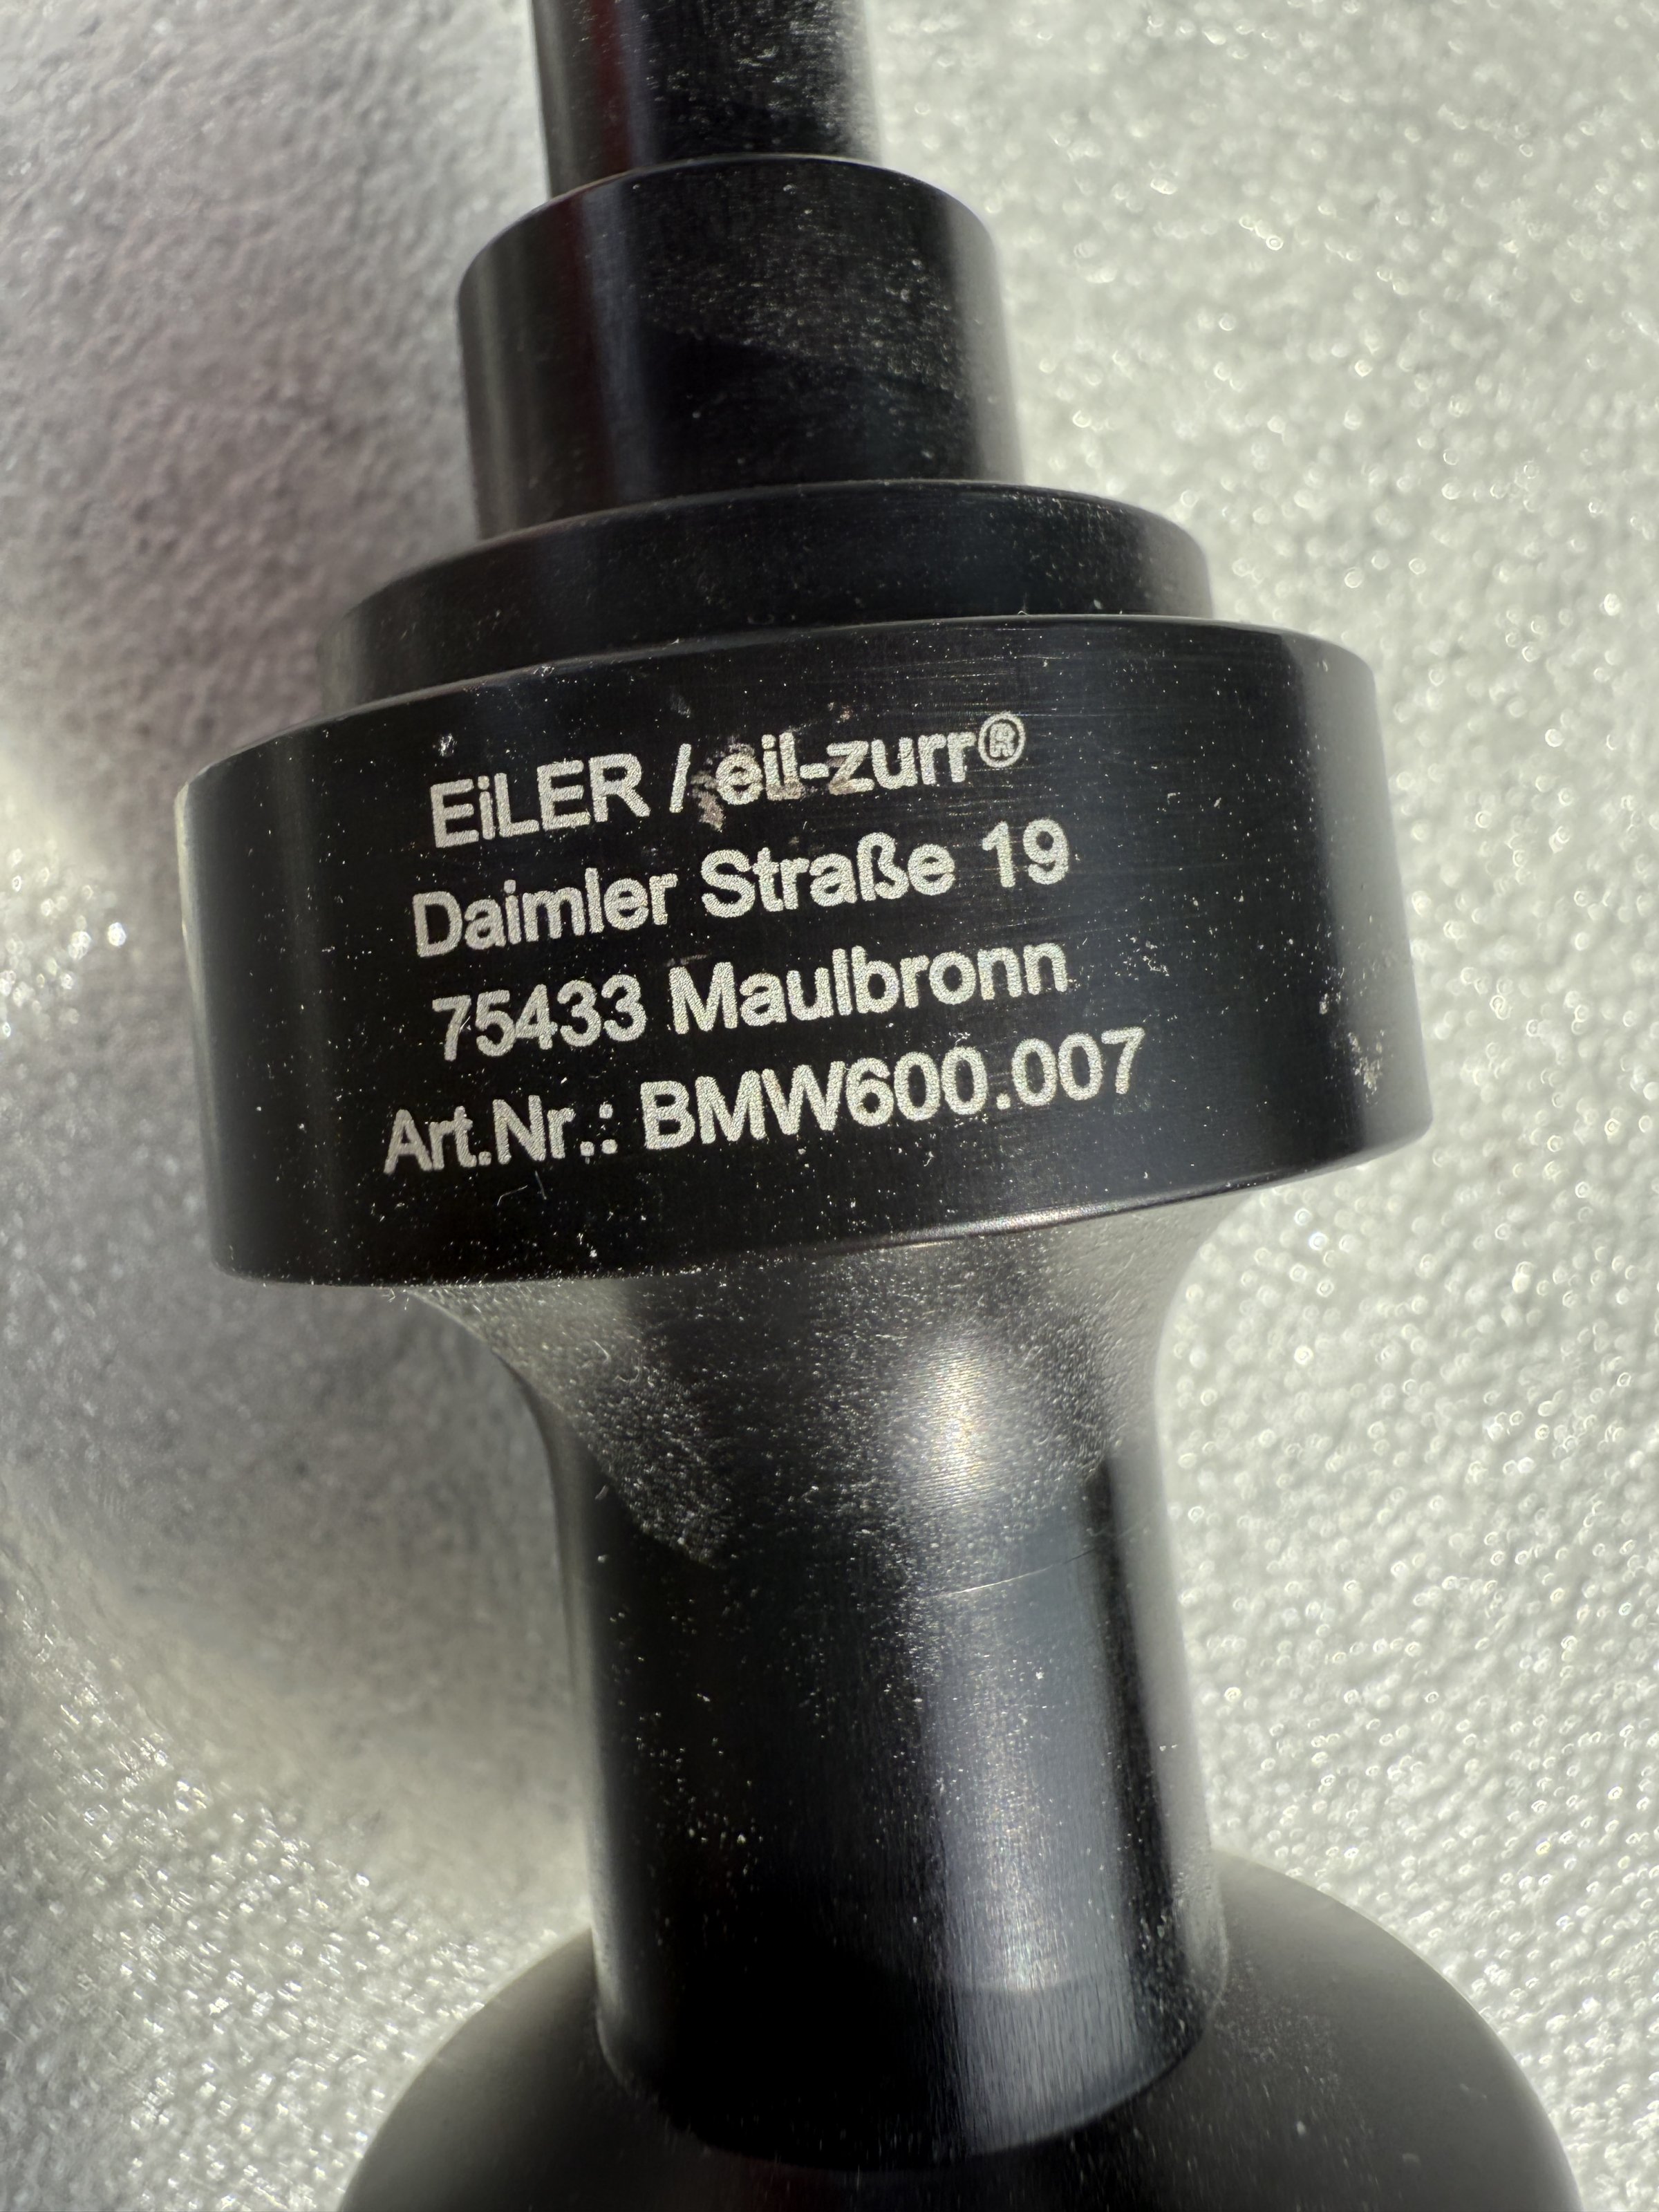 EiLER / eil-zurr®
Daimler Straße 19
75433 Maulbronn
Art.Nr.: BMW600.007